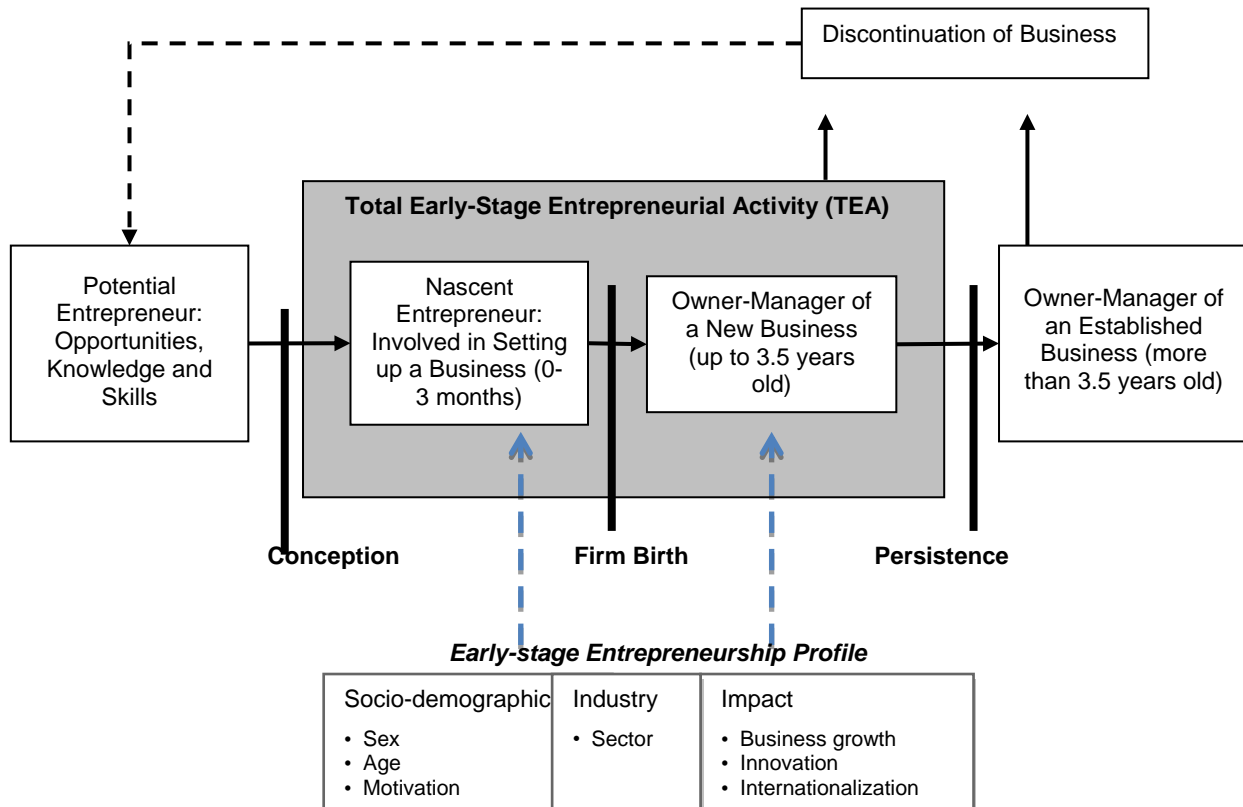 Discontinuation of Business
Total Early-Stage Entrepreneurial Activity (TEA)
Potential
Entrepreneur:
Opportunities,
Knowledge and
Skills
Nascent
Entrepreneur:
Involved in Setting
up a Business (0-
3 months)
Owner-Manager of
a New Business
(up to 3.5 years
old)
Owner-Manager of
an Established
Business (more
than 3.5 years old)
Conception
Firm Birth
Persistence
Early-stage Entrepreneurship Profile
Socio-demographic
• Sex
• Age
• Motivation
Industry
• Sector
Impact
• Business growth
• Innovation
• Internationalization